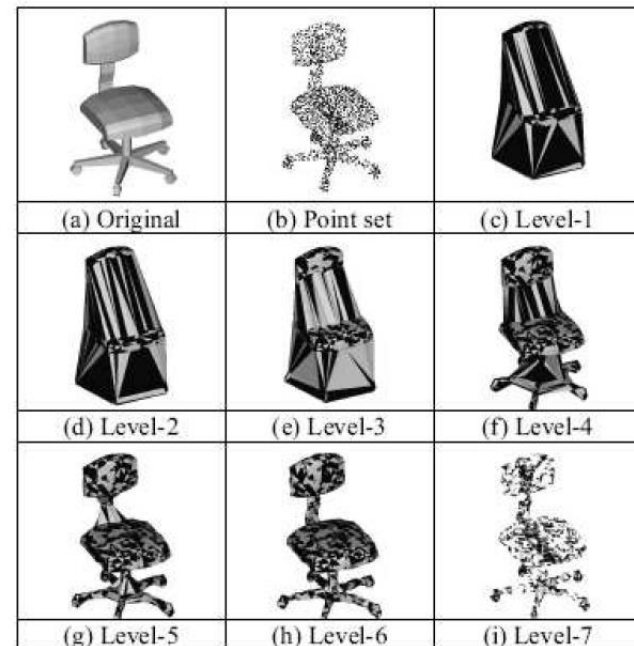 (a) Original (b) Point set (c) Level-1
(d) Level-2 (e) Level-3 (f) Level-4
(g) Level-5 (h) Level-6 (i) Level-7